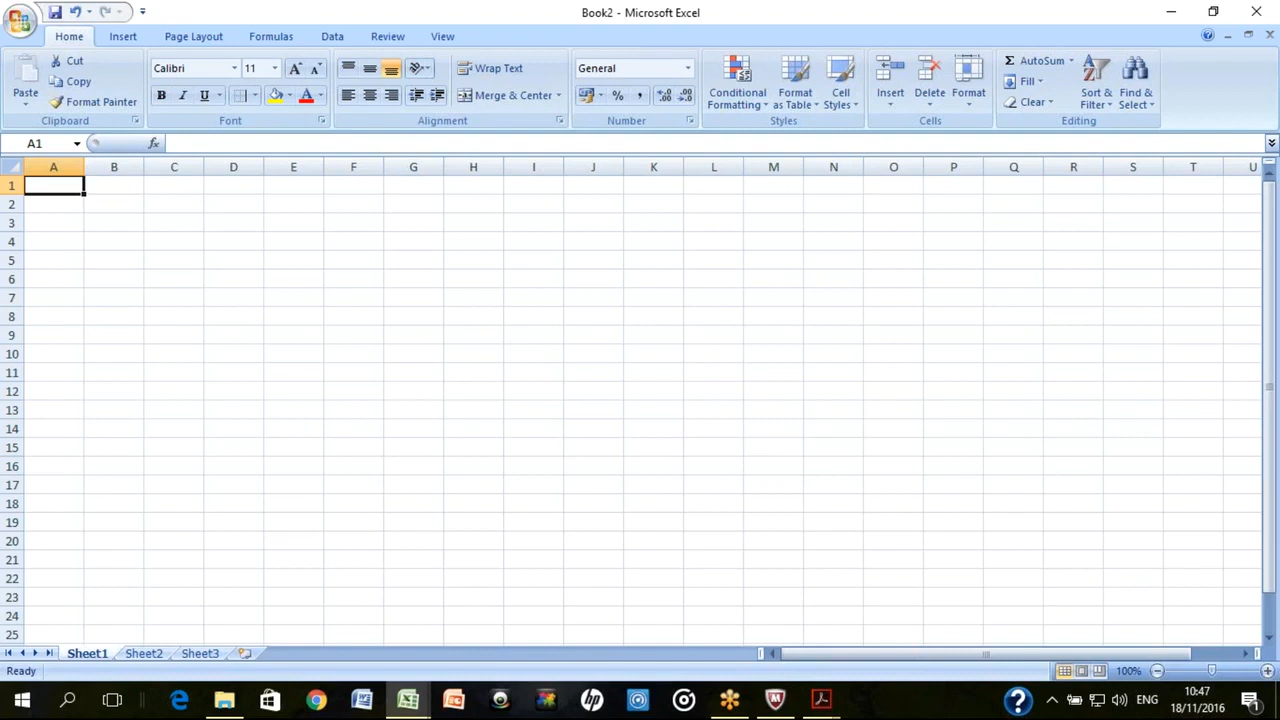 Book2 - Microsoft Excel
Home Insert Page Layout Formulas Data Review View
Paste
Cut
Copy
Format Painter
Clipboard
Calibri 11
B I U
Font
Wrap Text
Merge & Center
Alignment
General
% ,
Number
Conditional Formatting
Format as Table
Cell Styles
Styles
Insert
Delete
Format
Cells
Σ AutoSum
Fill
Clear
Sort & Filter
Find & Select
Editing
A1 fx
A B C D E F G H I J K L M N O P Q R S T U
1
2
3
4
5
6
7
8
9
10
11
12
13
14
15
16
17
18
19
20
21
22
23
24
25
Sheet1 Sheet2 Sheet3
Ready 100%
ENG 10:47
18/11/2016